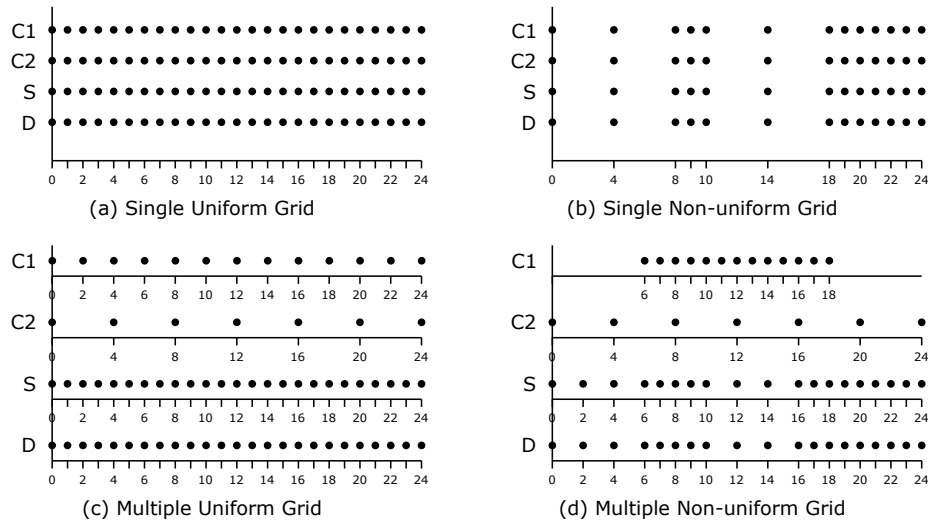 C1
C2
S
D
0 2 4 6 8 10 12 14 16 18 20 22 24
(a) Single Uniform Grid
C1
C2
S
D
0 4 8 10 14 18 20 22 24
(b) Single Non-uniform Grid
C1
0 2 4 6 8 10 12 14 16 18 20 22 24
C2
0 4 8 12 16 20 24
S
0 2 4 6 8 10 12 14 16 18 20 22 24
D
0 2 4 6 8 10 12 14 16 18 20 22 24
(c) Multiple Uniform Grid
C1
6 8 10 12 14 16 18
C2
0 4 8 12 16 20 24
S
0 2 4 6 8 10 12 14 16 18 20 22 24
D
0 2 4 6 8 10 12 14 16 18 20 22 24
(d) Multiple Non-uniform Grid